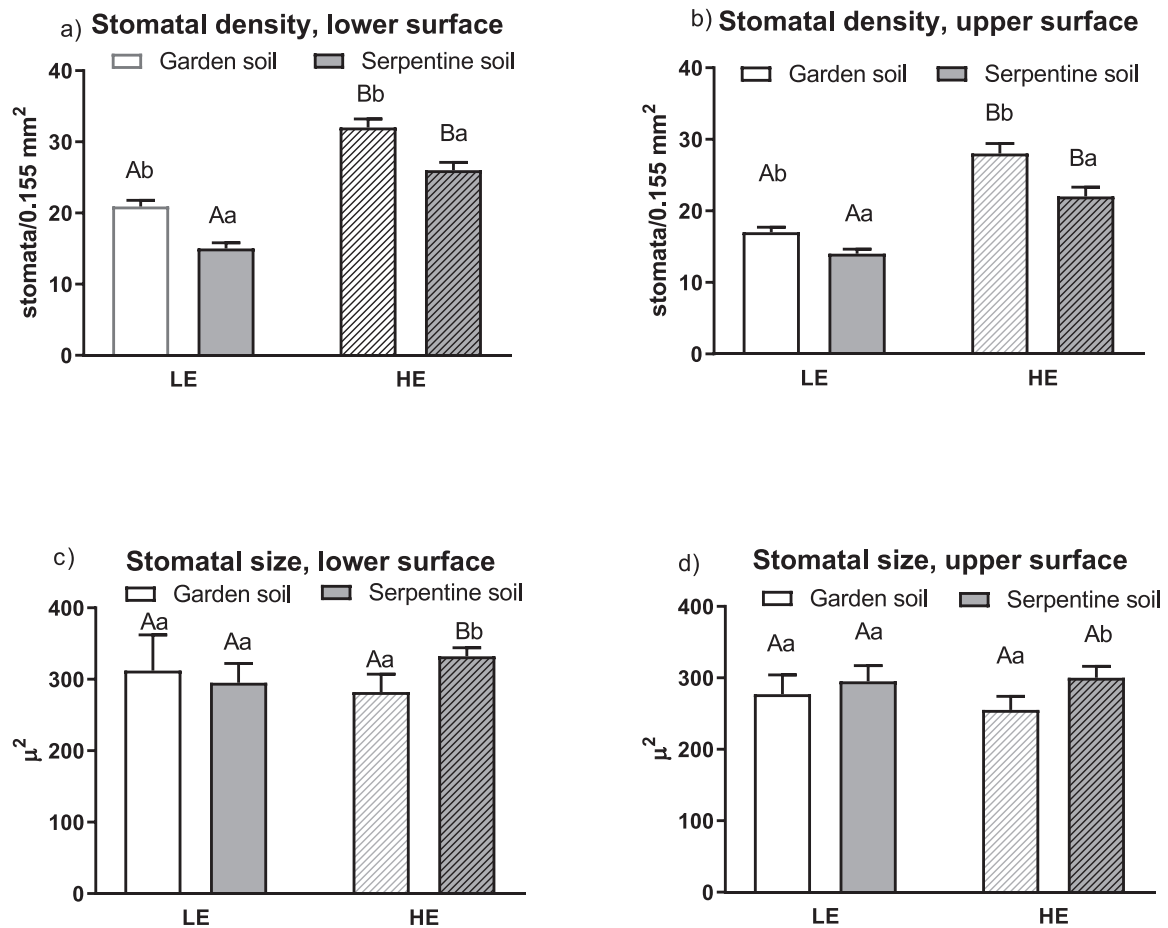 a) Stomatal density, lower surface
Garden soil Serpentine soil
stomata/0.155 mm²
40
30
20
10
0
Ab
Aa
Bb
Ba
LE HE
b) Stomatal density, upper surface
Garden soil Serpentine soil
stomata/0.155 mm²
40
30
20
10
0
Ab
Aa
Bb
Ba
LE HE
c) Stomatal size, lower surface
Garden soil Serpentine soil
μ²
400
300
200
100
0
Aa
Aa
Aa
Bb
LE HE
d) Stomatal size, upper surface
Garden soil Serpentine soil
μ²
400
300
200
100
0
Aa
Aa
Aa
Ab
LE HE